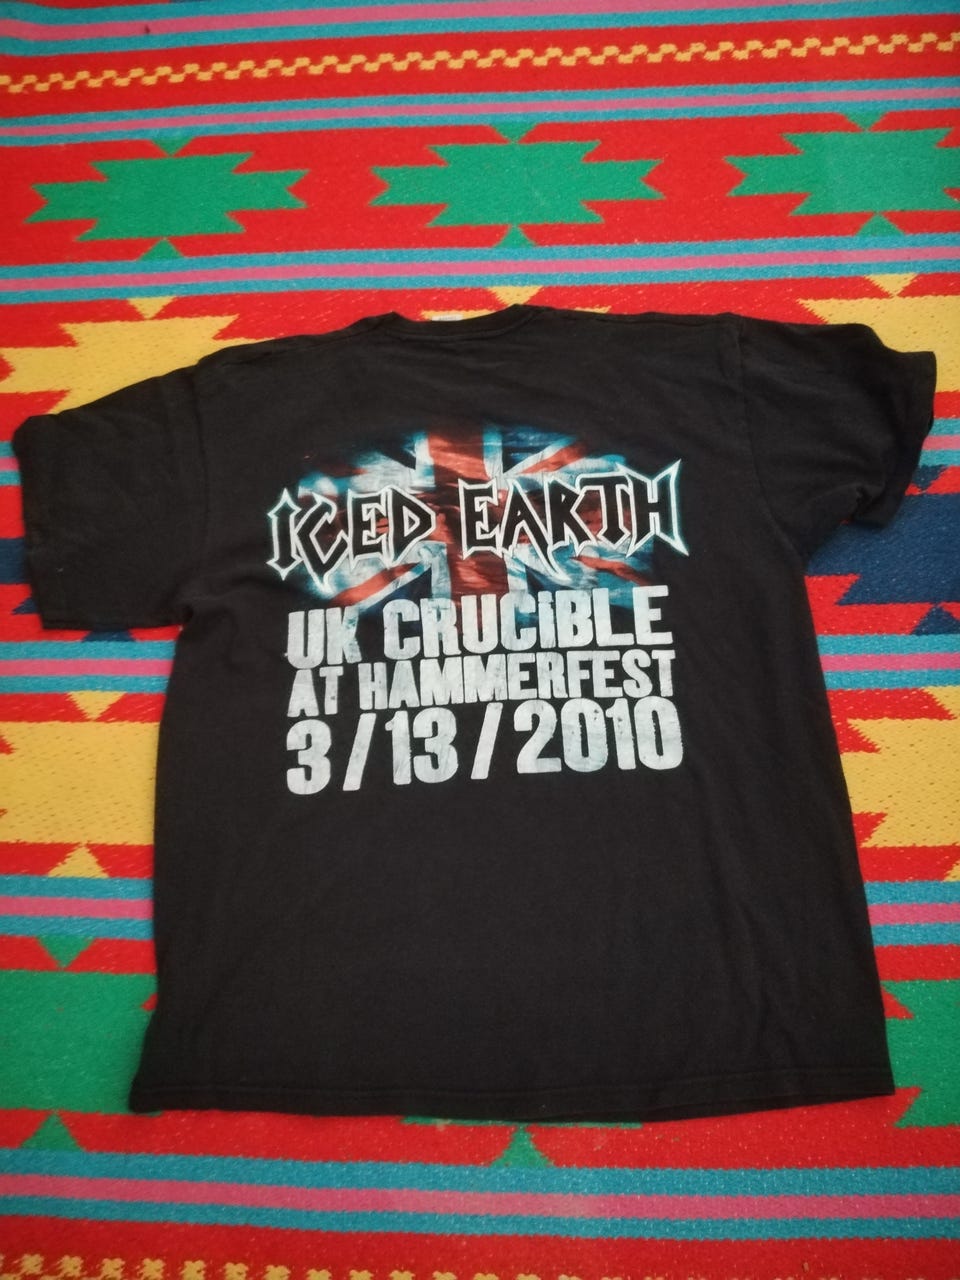 ICED EARTH
UK CRUCiBLE
AT HAMMERFEST
3/13/2010